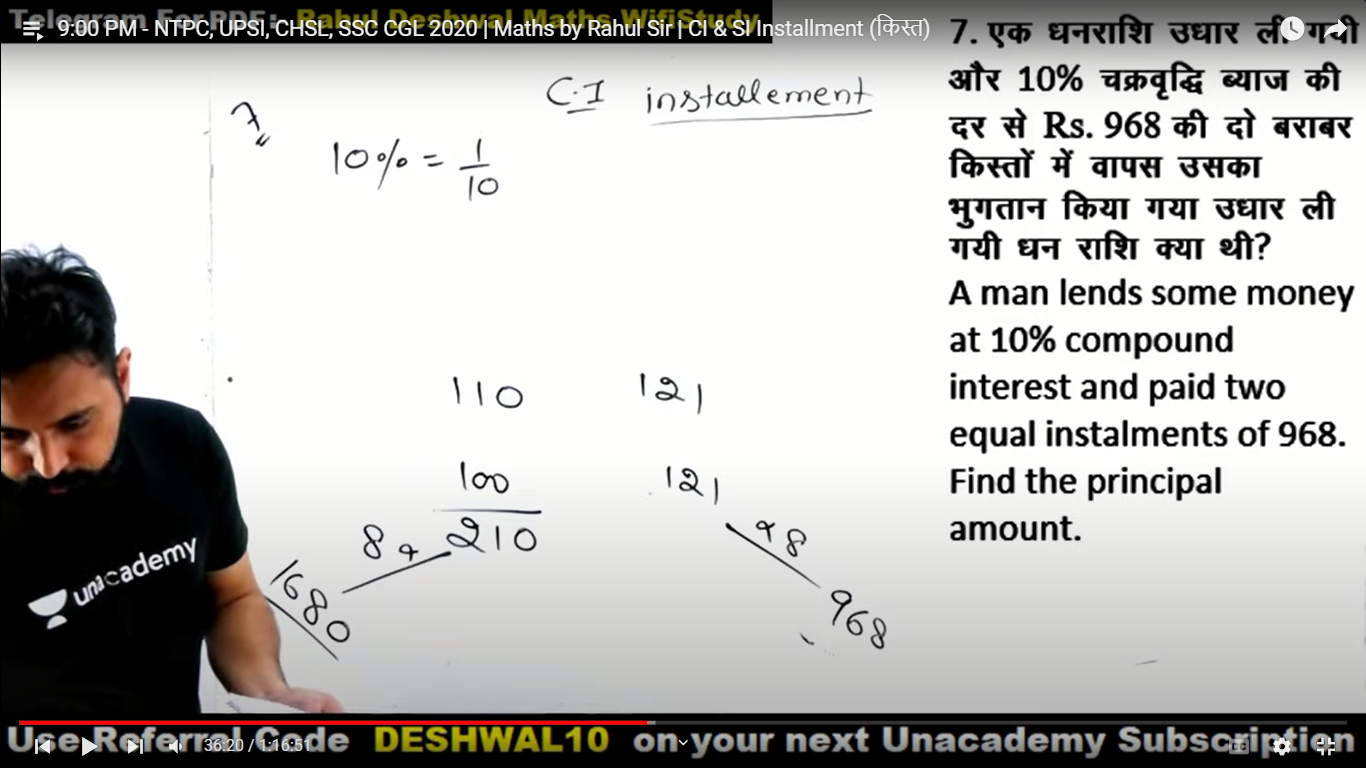 Telegram For PDF: Rahul Deshwal Maths WifiStudy
9:00 PM - NTPC, UPSI, CHSL, SSC CGL 2020 | Maths by Rahul Sir | CI & SI Installment (किस्त)
7
C.I installement
10% = 1/10
110 121
100 121
210
8
×8
1680
968
unacademy
7. एक धनराशि उधार ली गयी
और 10% चक्रवृद्धि ब्याज की
दर से Rs. 968 की दो बराबर
किस्तों में वापस उसका
भुगतान किया गया उधार ली
गयी धन राशि क्या थी?
A man lends some money
at 10% compound
interest and paid two
equal instalments of 968.
Find the principal
amount.
Use Referral Code DESHWAL10 on your next Unacademy Subscription
36:20 / 1:16:51
CC